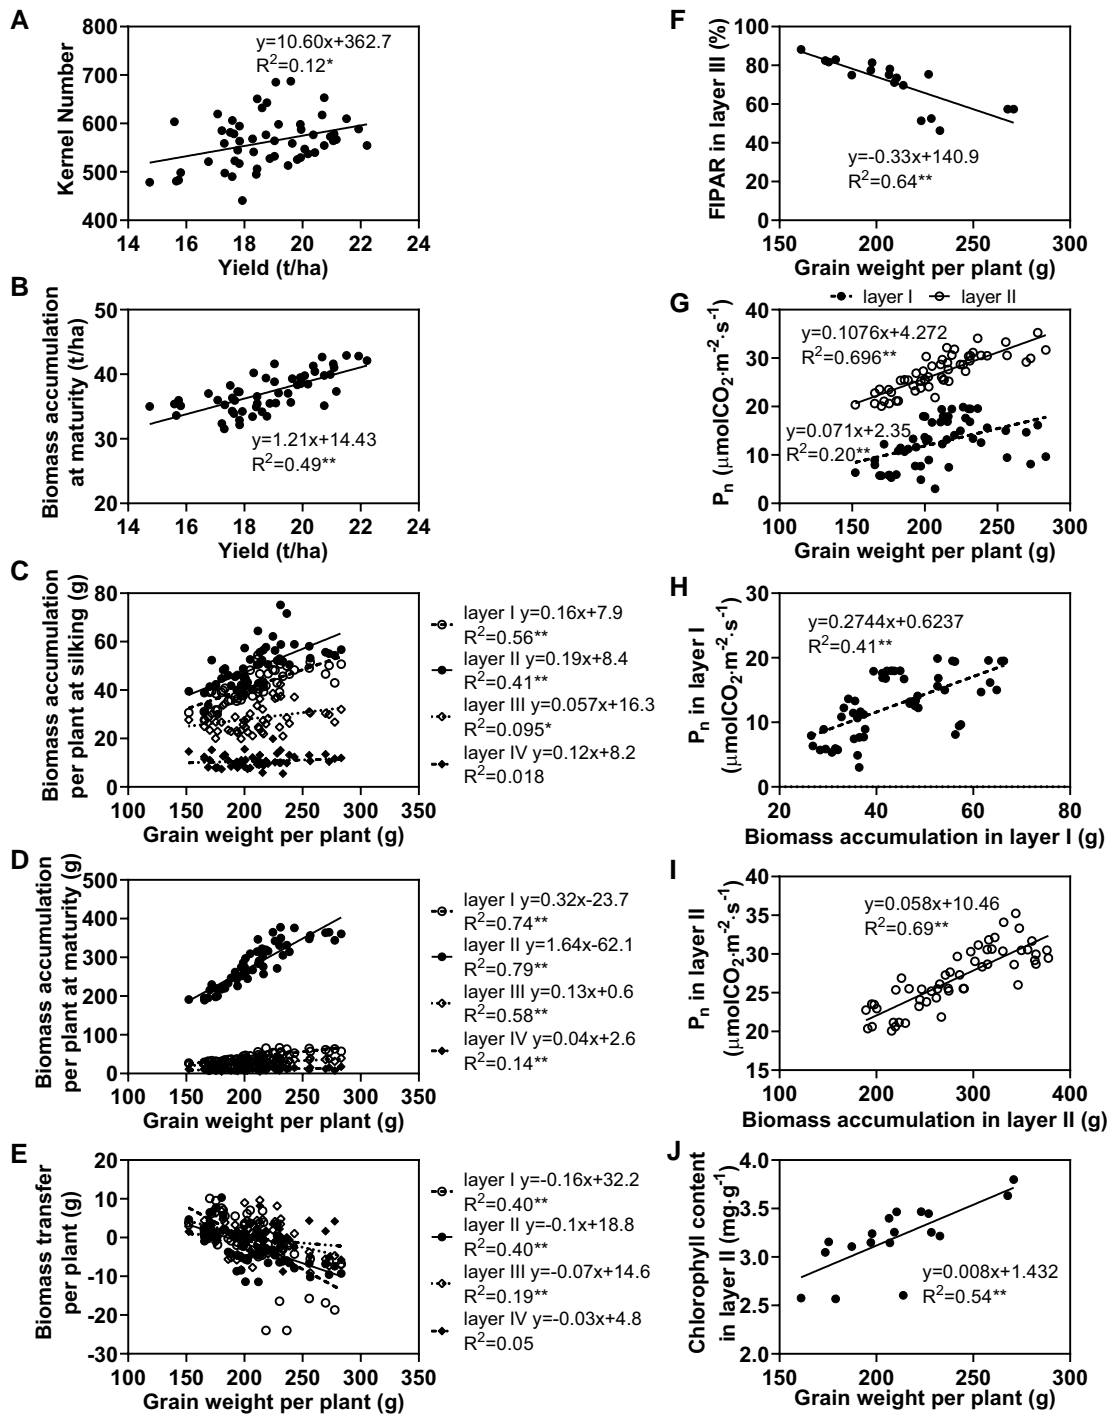 A
Kernel Number
800
700
600
500
400
y=10.60x+362.7
R²=0.12*
14 16 18 20 22 24
Yield (t/ha)
B
Biomass accumulation
at maturity (t/ha)
50
40
30
20
y=1.21x+14.43
R²=0.49**
14 16 18 20 22 24
Yield (t/ha)
C
Biomass accumulation
per plant at silking (g)
80
60
40
20
0
100 150 200 250 300 350
Grain weight per plant (g)
layer I y=0.16x+7.9
R²=0.56**
layer II y=0.19x+8.4
R²=0.41**
layer III y=0.057x+16.3
R²=0.095*
layer IV y=0.12x+8.2
R²=0.018
D
Biomass accumulation
per plant at maturity (g)
500
400
300
200
100
0
100 150 200 250 300 350
Grain weight per plant (g)
layer I y=0.32x-23.7
R²=0.74**
layer II y=1.64x-62.1
R²=0.79**
layer III y=0.13x+0.6
R²=0.58**
layer IV y=0.04x+2.6
R²=0.14**
E
Biomass transfer
per plant (g)
20
10
0
-10
-20
-30
100 150 200 250 300 350
Grain weight per plant (g)
layer I y=-0.16x+32.2
R²=0.40**
layer II y=-0.1x+18.8
R²=0.40**
layer III y=-0.07x+14.6
R²=0.19**
layer IV y=-0.03x+4.8
R²=0.05
F
FIPAR in layer III (%)
100
80
60
40
20
0
y=-0.33x+140.9
R²=0.64**
150 200 250 300
Grain weight per plant (g)
G
layer I layer II
Pₙ (μmolCO₂·m⁻²·s⁻¹)
40
30
20
10
0
y=0.1076x+4.272
R²=0.696**
y=0.071x+2.35
R²=0.20**
100 150 200 250 300
Grain weight per plant (g)
H
Pₙ in layer I
(μmolCO₂·m⁻²·s⁻¹)
30
20
10
0
y=0.2744x+0.6237
R²=0.41**
20 40 60 80
Biomass accumulation in layer I (g)
I
Pₙ in layer II
(μmolCO₂·m⁻²·s⁻¹)
40
35
30
25
20
15
y=0.058x+10.46
R²=0.69**
100 200 300 400
Biomass accumulation in layer II (g)
J
Chlorophyll content
in layer II (mg·g⁻¹)
4.0
3.5
3.0
2.5
2.0
y=0.008x+1.432
R²=0.54**
150 200 250 300
Grain weight per plant (g)